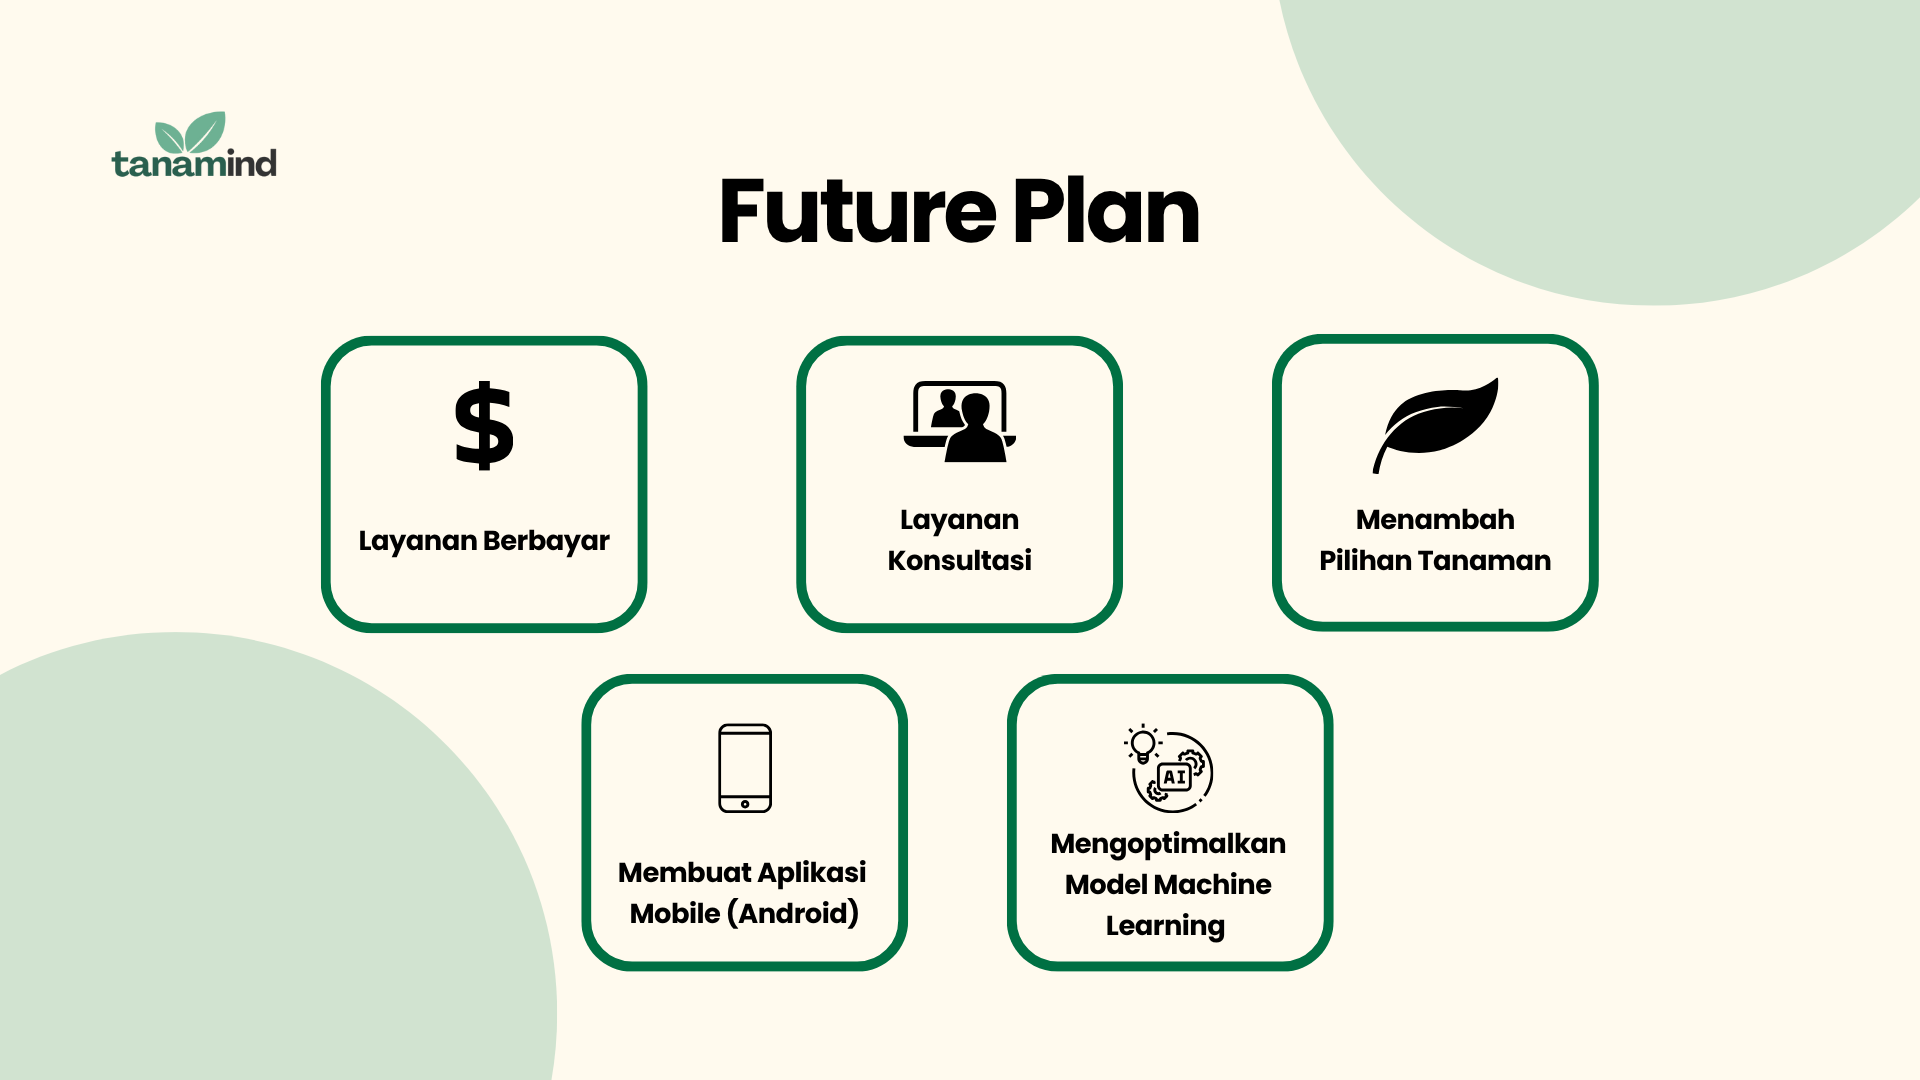 tanamind
Future Plan
$
Layanan Berbayar
Layanan
Konsultasi
Menambah
Pilihan Tanaman
Membuat Aplikasi
Mobile (Android)
AI
Mengoptimalkan
Model Machine
Learning